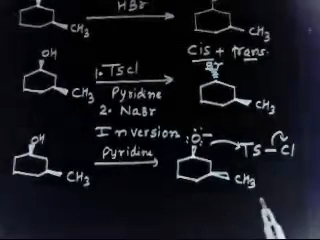 HBr
CH3
CH3
Cis + trans.
OH
1. TsCl
Br
CH3
Pyridine
CH3
2. NaBr
Inversion
OH
:Ö:–
Ts–Cl
Pyridine
CH3
CH3